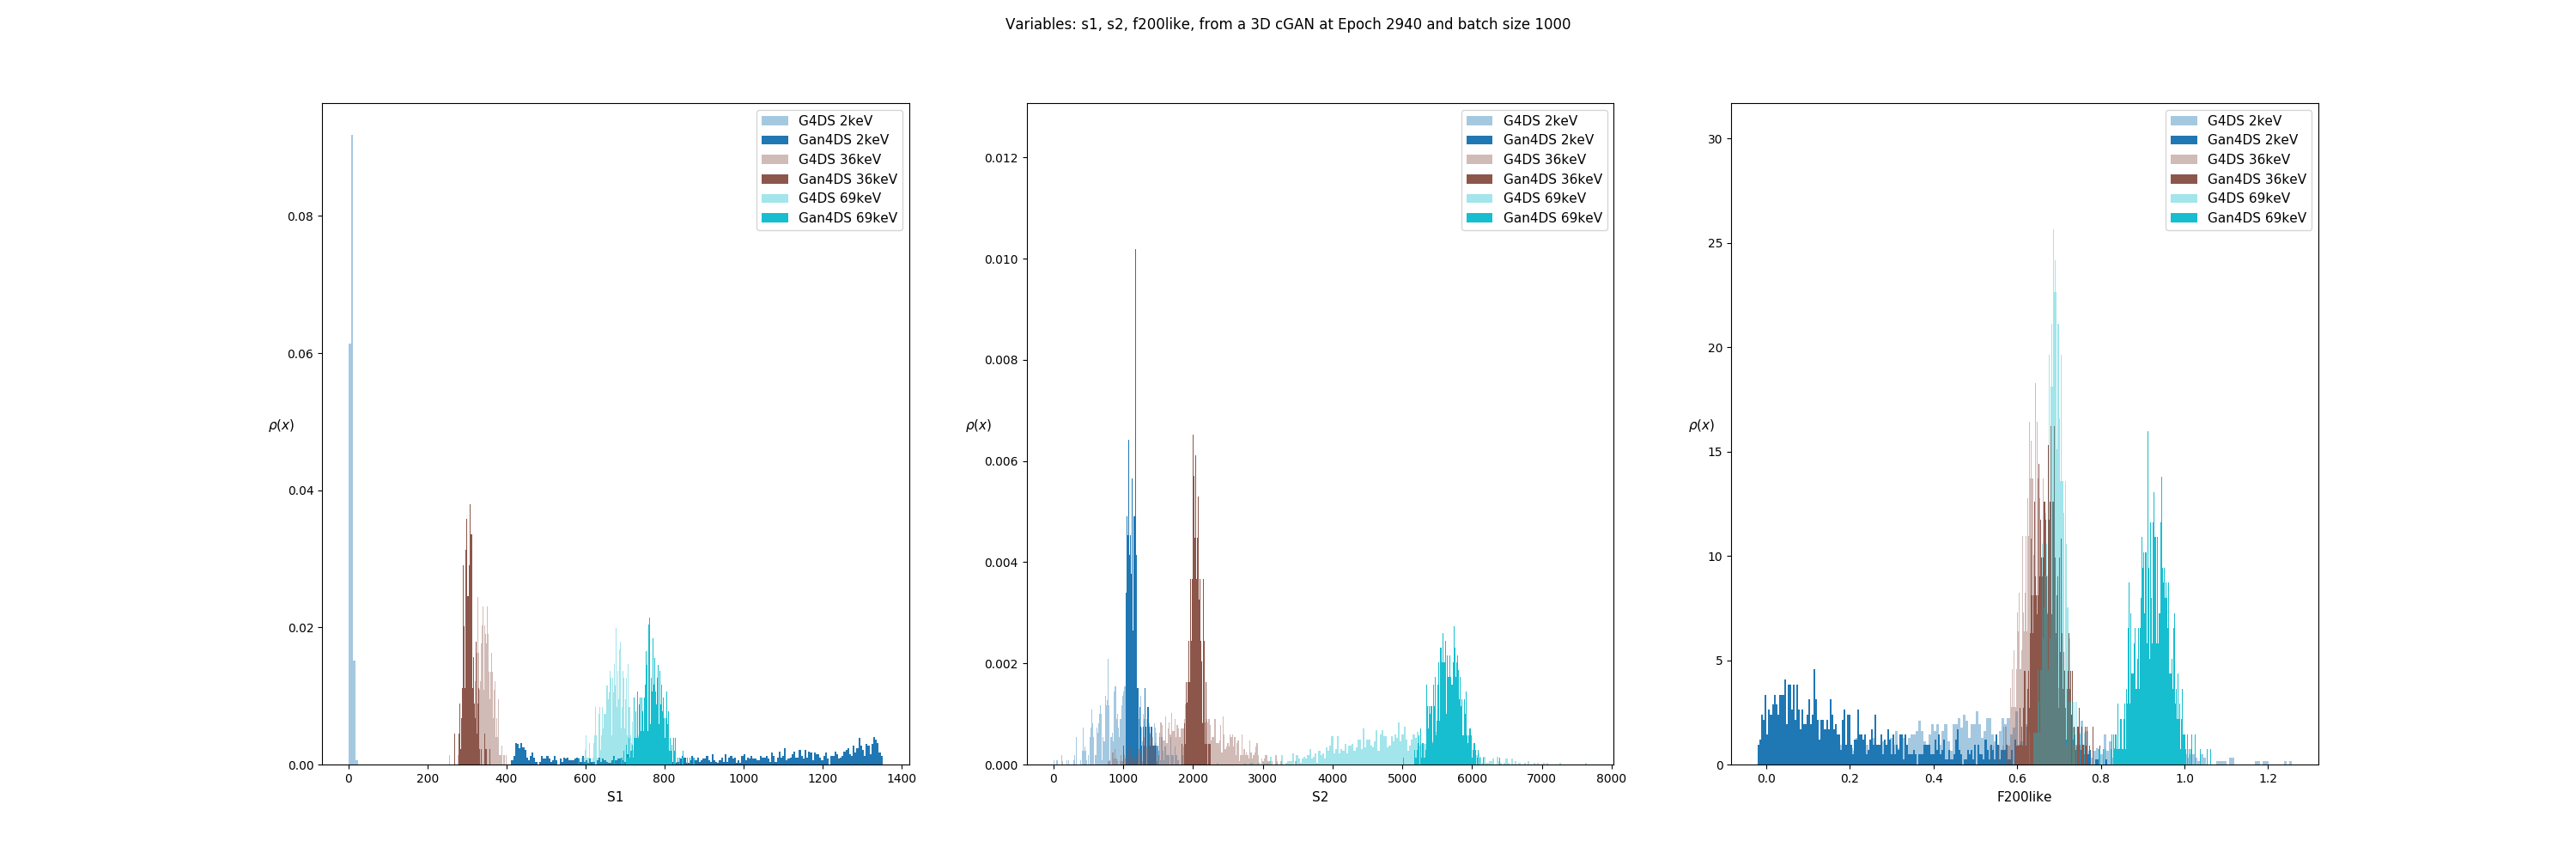 Variables: s1, s2, f200like, from a 3D cGAN at Epoch 2940 and batch size 1000
G4DS 2keV
Gan4DS 2keV
G4DS 36keV
Gan4DS 36keV
G4DS 69keV
Gan4DS 69keV
0.08
0.06
0.04
0.02
0.00
ρ(x)
0 200 400 600 800 1000 1200 1400
S1
G4DS 2keV
Gan4DS 2keV
G4DS 36keV
Gan4DS 36keV
G4DS 69keV
Gan4DS 69keV
0.012
0.010
0.008
0.006
0.004
0.002
0.000
ρ(x)
0 1000 2000 3000 4000 5000 6000 7000 8000
S2
G4DS 2keV
Gan4DS 2keV
G4DS 36keV
Gan4DS 36keV
G4DS 69keV
Gan4DS 69keV
30
25
20
15
10
5
0
ρ(x)
0.0 0.2 0.4 0.6 0.8 1.0 1.2
F200like